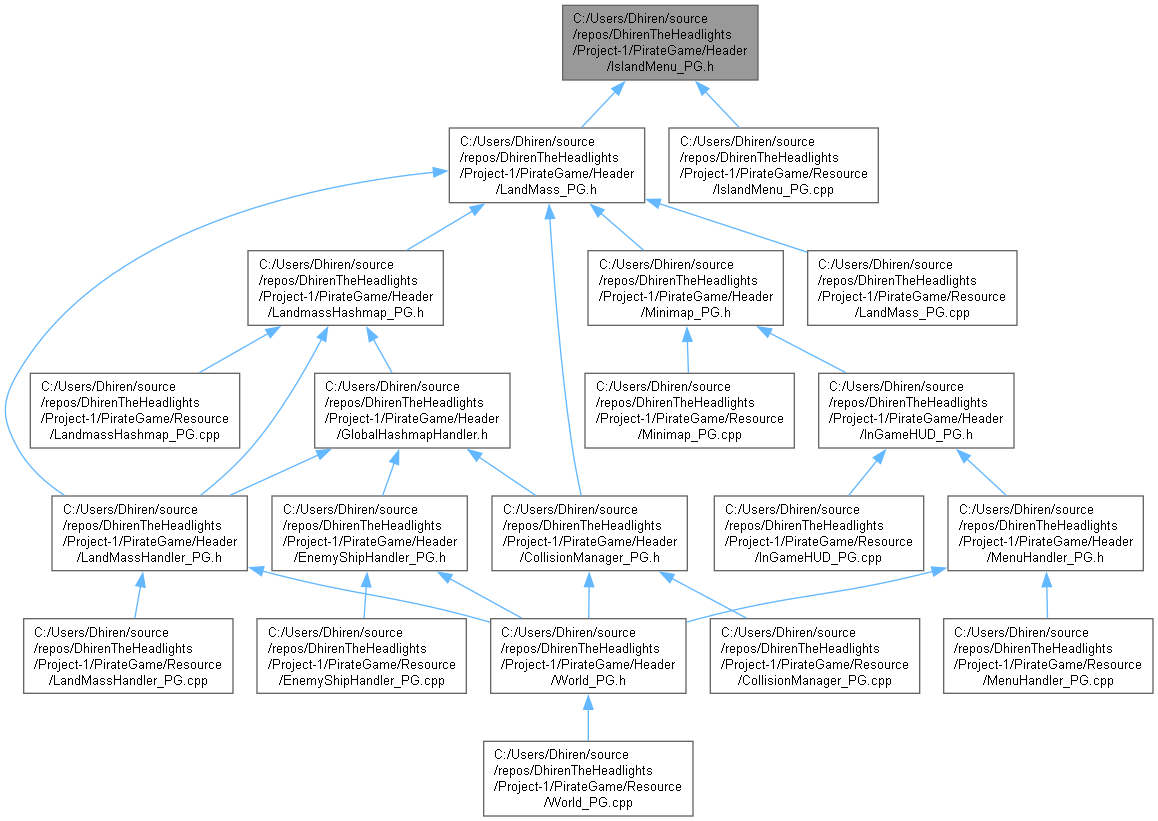 C:/Users/Dhiren/source
/repos/DhirenTheHeadlights
/Project-1/PirateGame/Header
/IslandMenu_PG.h
C:/Users/Dhiren/source
/repos/DhirenTheHeadlights
/Project-1/PirateGame/Header
/LandMass_PG.h
C:/Users/Dhiren/source
/repos/DhirenTheHeadlights
/Project-1/PirateGame/Resource
/IslandMenu_PG.cpp
C:/Users/Dhiren/source
/repos/DhirenTheHeadlights
/Project-1/PirateGame/Header
/LandmassHashmap_PG.h
C:/Users/Dhiren/source
/repos/DhirenTheHeadlights
/Project-1/PirateGame/Header
/Minimap_PG.h
C:/Users/Dhiren/source
/repos/DhirenTheHeadlights
/Project-1/PirateGame/Resource
/LandMass_PG.cpp
C:/Users/Dhiren/source
/repos/DhirenTheHeadlights
/Project-1/PirateGame/Resource
/LandmassHashmap_PG.cpp
C:/Users/Dhiren/source
/repos/DhirenTheHeadlights
/Project-1/PirateGame/Header
/GlobalHashmapHandler.h
C:/Users/Dhiren/source
/repos/DhirenTheHeadlights
/Project-1/PirateGame/Resource
/Minimap_PG.cpp
C:/Users/Dhiren/source
/repos/DhirenTheHeadlights
/Project-1/PirateGame/Header
/InGameHUD_PG.h
C:/Users/Dhiren/source
/repos/DhirenTheHeadlights
/Project-1/PirateGame/Header
/LandMassHandler_PG.h
C:/Users/Dhiren/source
/repos/DhirenTheHeadlights
/Project-1/PirateGame/Header
/EnemyShipHandler_PG.h
C:/Users/Dhiren/source
/repos/DhirenTheHeadlights
/Project-1/PirateGame/Header
/CollisionManager_PG.h
C:/Users/Dhiren/source
/repos/DhirenTheHeadlights
/Project-1/PirateGame/Resource
/InGameHUD_PG.cpp
C:/Users/Dhiren/source
/repos/DhirenTheHeadlights
/Project-1/PirateGame/Header
/MenuHandler_PG.h
C:/Users/Dhiren/source
/repos/DhirenTheHeadlights
/Project-1/PirateGame/Resource
/LandMassHandler_PG.cpp
C:/Users/Dhiren/source
/repos/DhirenTheHeadlights
/Project-1/PirateGame/Resource
/EnemyShipHandler_PG.cpp
C:/Users/Dhiren/source
/repos/DhirenTheHeadlights
/Project-1/PirateGame/Header
/World_PG.h
C:/Users/Dhiren/source
/repos/DhirenTheHeadlights
/Project-1/PirateGame/Resource
/CollisionManager_PG.cpp
C:/Users/Dhiren/source
/repos/DhirenTheHeadlights
/Project-1/PirateGame/Resource
/MenuHandler_PG.cpp
C:/Users/Dhiren/source
/repos/DhirenTheHeadlights
/Project-1/PirateGame/Resource
/World_PG.cpp